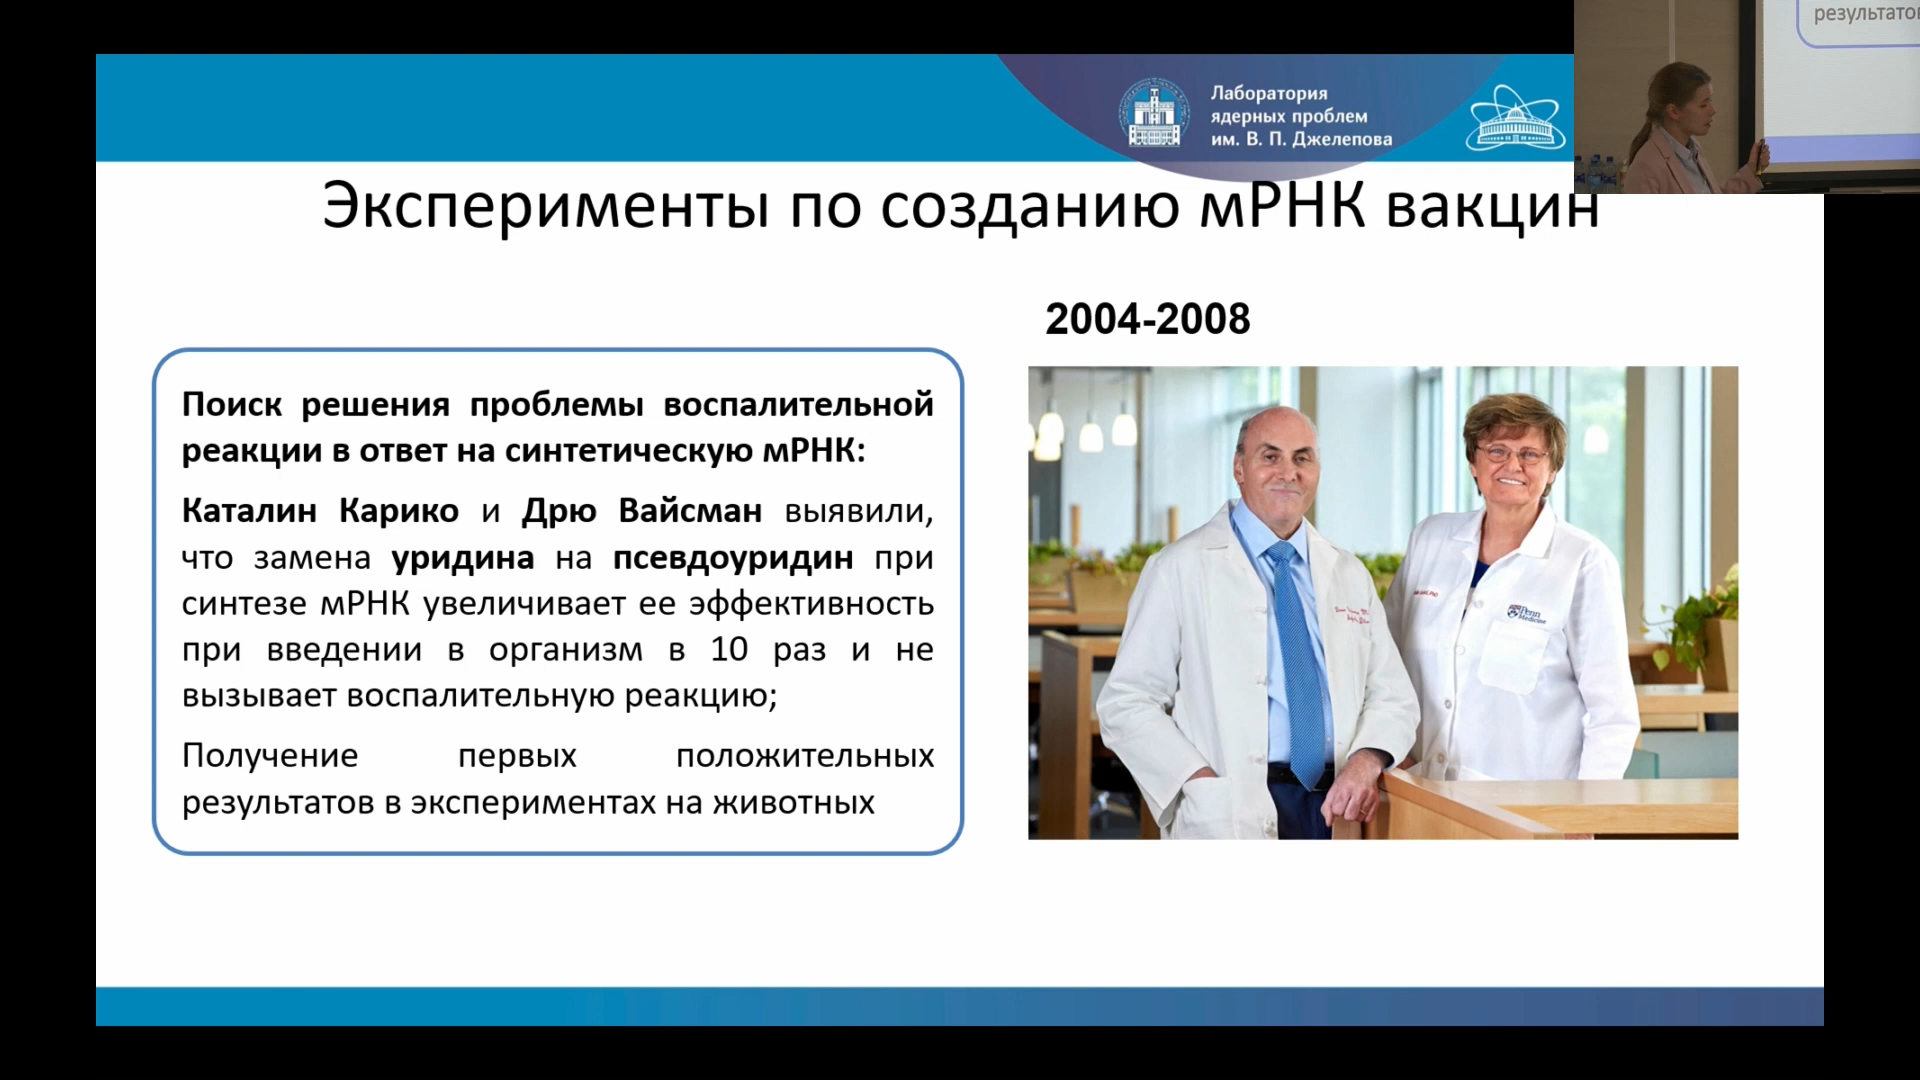 результатов
Лаборатория
ядерных проблем
им. В. П. Джелепова
Эксперименты по созданию мРНК вакцин
2004-2008
Поиск решения проблемы воспалительной
реакции в ответ на синтетическую мРНК:
Каталин Карико и Дрю Вайсман выявили,
что замена уридина на псевдоуридин при
синтезе мРНК увеличивает ее эффективность
при введении в организм в 10 раз и не
вызывает воспалительную реакцию;
Получение первых положительных
результатов в экспериментах на животных
Penn
Medicine